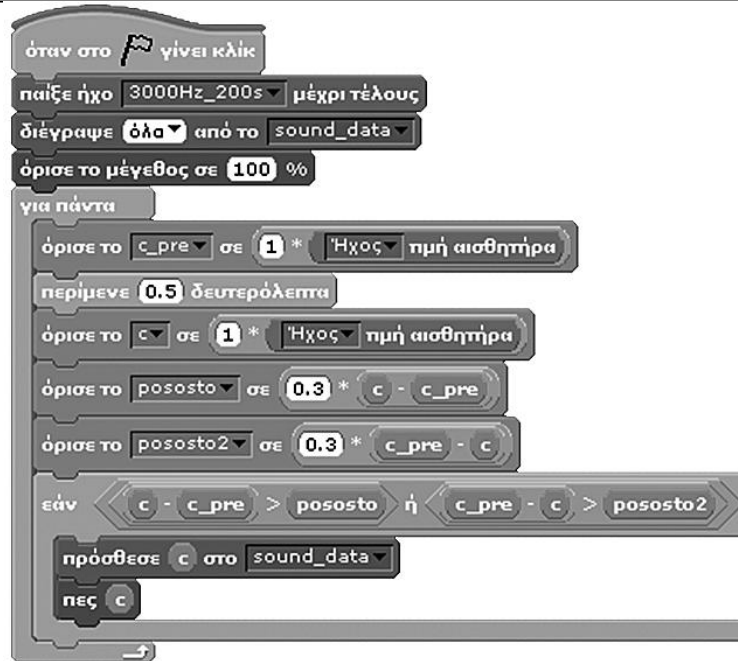 όταν στο γίνει κλίκ
παίξε ήχο 3000Hz_200s μέχρι τέλους
διέγραψε όλα από το sound_data
όρισε το μέγεθος σε 100 %
για πάντα
όρισε το c_pre σε 1 * Ήχος τιμή αισθητήρα
περίμενε 0.5 δευτερόλεπτα
όρισε το c σε 1 * Ήχος τιμή αισθητήρα
όρισε το pososto σε 0.3 * c - c_pre
όρισε το pososto2 σε 0.3 * c_pre - c
εάν c - c_pre > pososto ή c_pre - c > pososto2
πρόσθεσε c στο sound_data
πες c